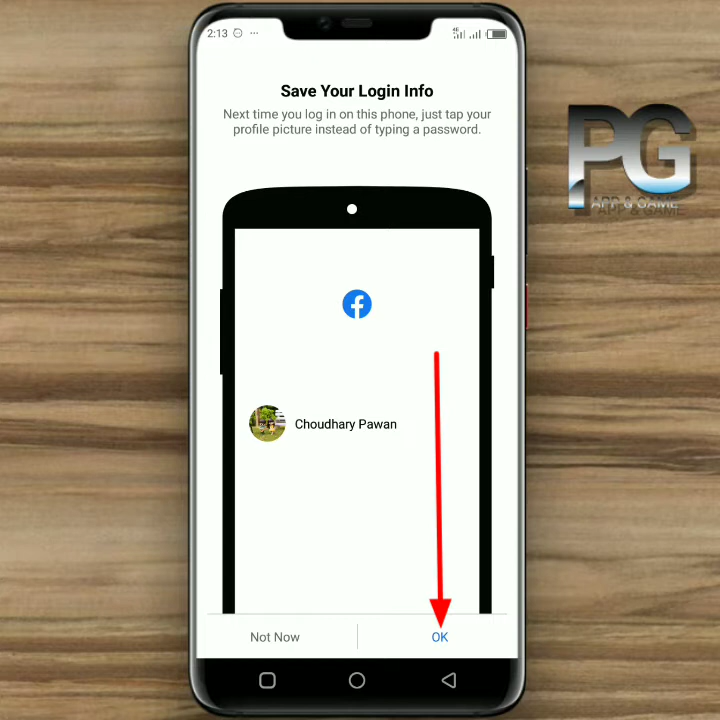 2:13
4G
Save Your Login Info
Next time you log in on this phone, just tap your
profile picture instead of typing a password.
PG
APP & GAME
Choudhary Pawan
Not Now
OK